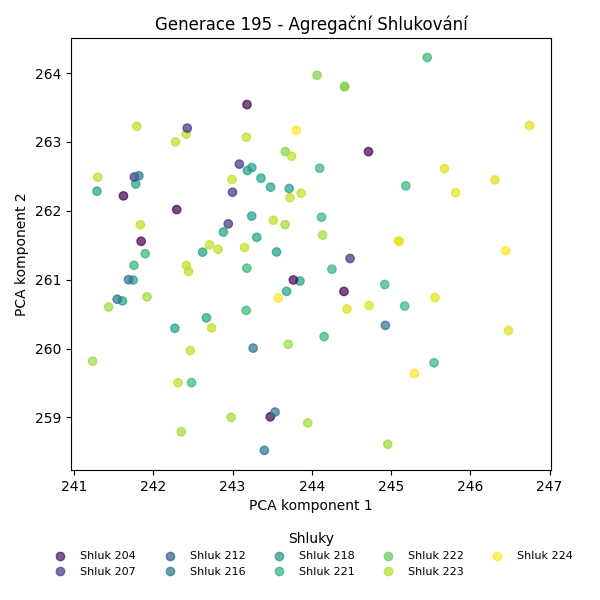 Generace 195 - Agregační Shlukování
264
263
262
261
260
259
PCA komponent 2
241 242 243 244 245 246 247
PCA komponent 1
Shluky
Shluk 204 Shluk 212 Shluk 218 Shluk 222 Shluk 224
Shluk 207 Shluk 216 Shluk 221 Shluk 223